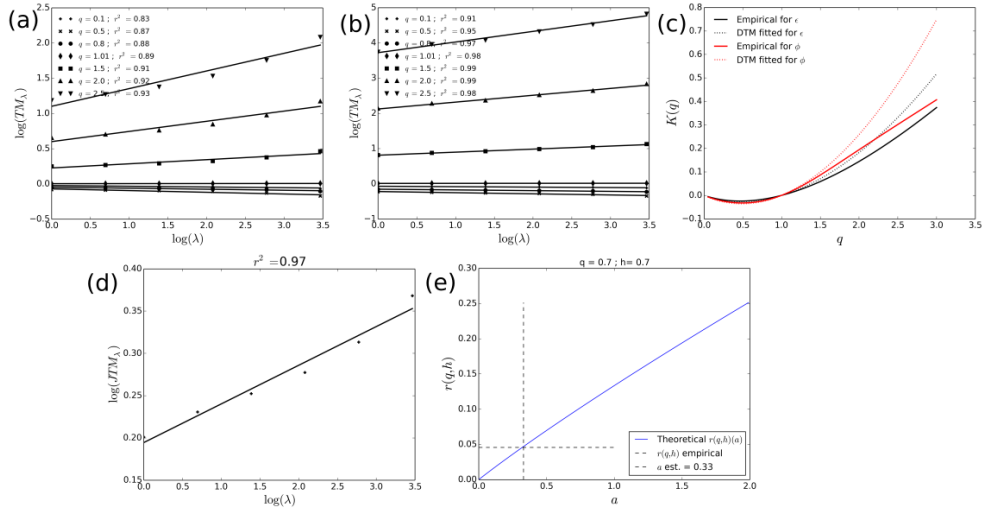 (a)
q = 0.1 ; r² = 0.83
q = 0.5 ; r² = 0.87
q = 0.8 ; r² = 0.88
q = 1.01 ; r² = 0.89
q = 1.5 ; r² = 0.91
q = 2.0 ; r² = 0.92
q = 2.5 ; r² = 0.93
log(TM_λ)
2.5
2.0
1.5
1.0
0.5
0.0
−0.5
0.0 0.5 1.0 1.5 2.0 2.5 3.0 3.5
log(λ)
(b)
q = 0.1 ; r² = 0.91
q = 0.5 ; r² = 0.95
q = 0.8 ; r² = 0.97
q = 1.01 ; r² = 0.98
q = 1.5 ; r² = 0.99
q = 2.0 ; r² = 0.99
q = 2.5 ; r² = 0.98
log(TM_λ)
5
4
3
2
1
0
−1
0.0 0.5 1.0 1.5 2.0 2.5 3.0 3.5
log(λ)
(c)
Empirical for ϵ
DTM fitted for ϵ
Empirical for ϕ
DTM fitted for ϕ
K(q)
0.8
0.7
0.6
0.5
0.4
0.3
0.2
0.1
0.0
−0.1
0.0 0.5 1.0 1.5 2.0 2.5 3.0 3.5
q
(d)
r² = 0.97
log(JTM_λ)
0.40
0.35
0.30
0.25
0.20
0.15
0.0 0.5 1.0 1.5 2.0 2.5 3.0 3.5
log(λ)
(e)
q = 0.7 ; h= 0.7
r(q,h)
0.30
0.25
0.20
0.15
0.10
0.05
0.00
0.0 0.5 1.0 1.5 2.0
a
Theoretical r(q,h)(a)
r(q,h) empirical
a est. = 0.33